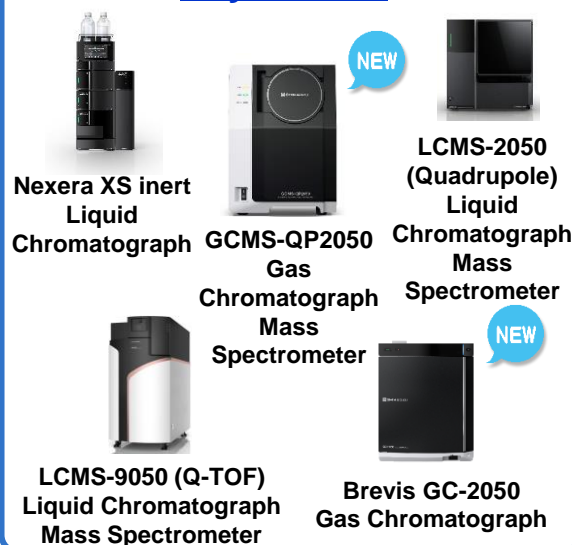 NEW
Nexera XS inert
Liquid
Chromatograph
GCMS-QP2050
Gas
Chromatograph
Mass
Spectrometer
LCMS-2050
(Quadrupole)
Liquid
Chromatograph
Mass
Spectrometer
NEW
LCMS-9050 (Q-TOF)
Liquid Chromatograph
Mass Spectrometer
Brevis GC-2050
Gas Chromatograph